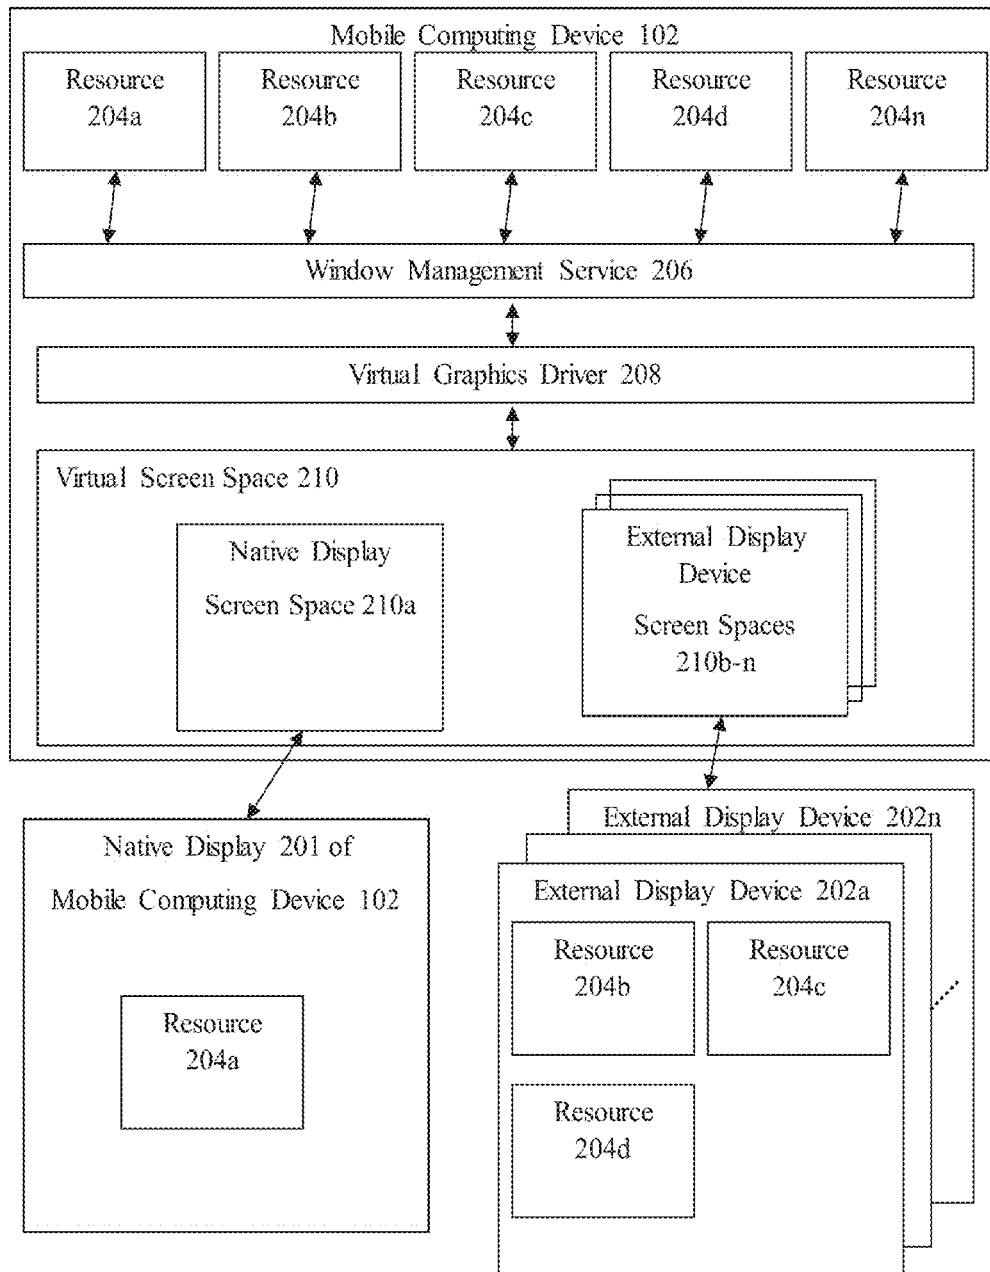 Mobile Computing Device 102
Resource
204a
Resource
204b
Resource
204c
Resource
204d
Resource
204n
Window Management Service 206
Virtual Graphics Driver 208
Virtual Screen Space 210
Native Display
Screen Space 210a
External Display
Device
Screen Spaces
210b-n
Native Display 201 of
Mobile Computing Device 102
Resource
204a
External Display Device 202n
External Display Device 202a
Resource
204b
Resource
204c
Resource
204d